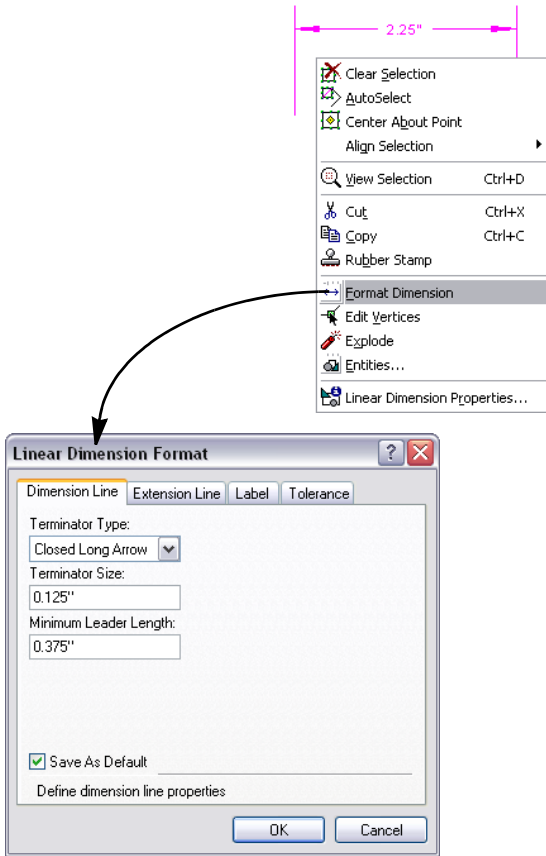 2.25"
Clear Selection
AutoSelect
Center About Point
Align Selection
View Selection Ctrl+D
Cut Ctrl+X
Copy Ctrl+C
Rubber Stamp
Format Dimension
Edit Vertices
Explode
Entities...
Linear Dimension Properties...
Linear Dimension Format
Dimension Line Extension Line Label Tolerance
Terminator Type:
Closed Long Arrow
Terminator Size:
0.125"
Minimum Leader Length:
0.375"
Save As Default
Define dimension line properties
OK Cancel